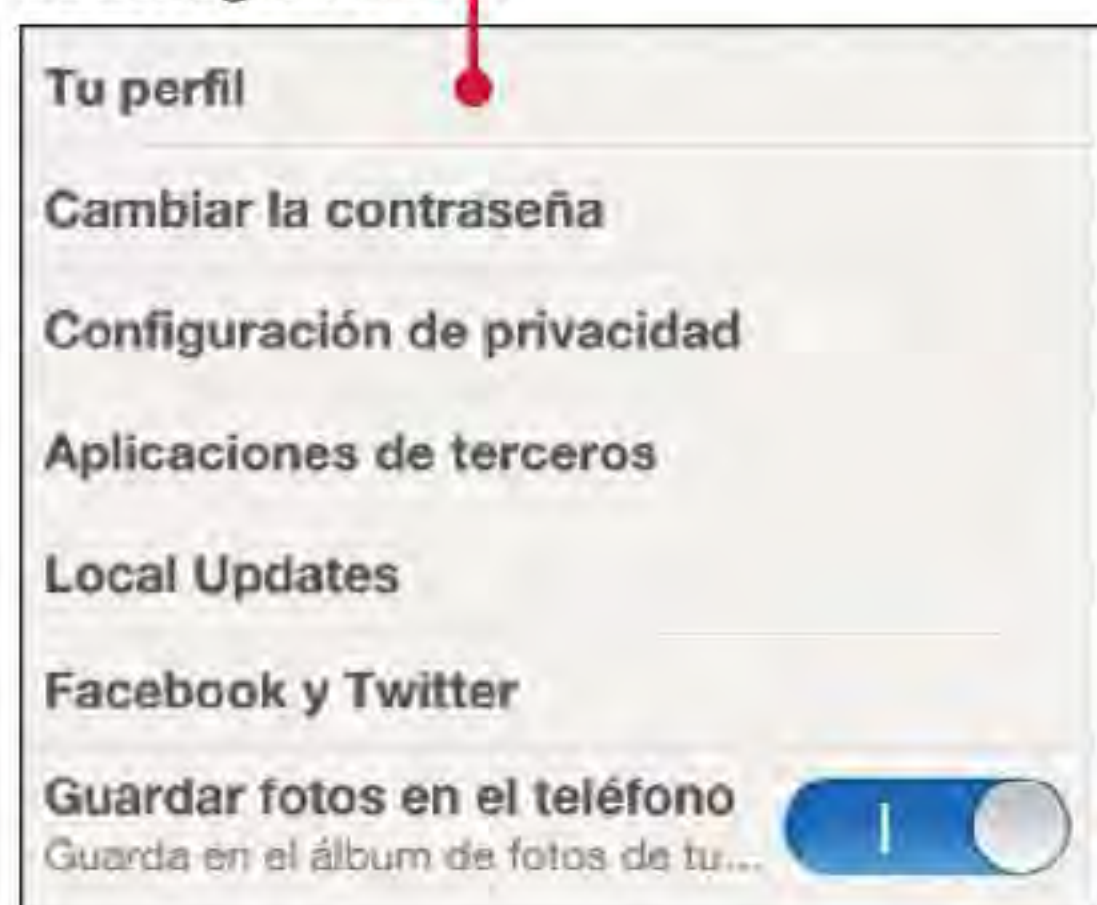 Tu perfil
Cambiar la contraseña
Configuración de privacidad
Aplicaciones de terceros
Local Updates
Facebook y Twitter
Guardar fotos en el teléfono
Guarda en el álbum de fotos de tu....